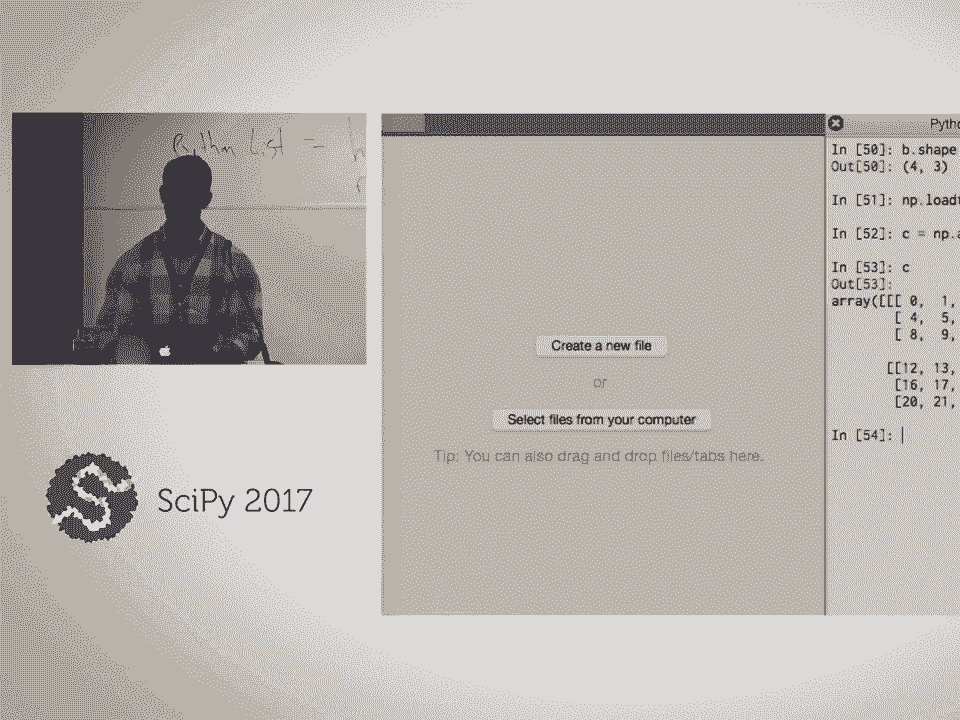 Python List - 
Create a new file
or
Select files from your computer
Tip: You can also drag and drop files/tabs here.
SciPy 2017
In [50]: b.shape
Out[50]: (4, 3)
In [51]: np.load
In [52]: c = np.a
In [53]: c
Out[53]:
array([[[ 0, 1,
[ 4, 5,
[ 8, 9,
[[12, 13,
[16, 17,
[20, 21,
In [54]: